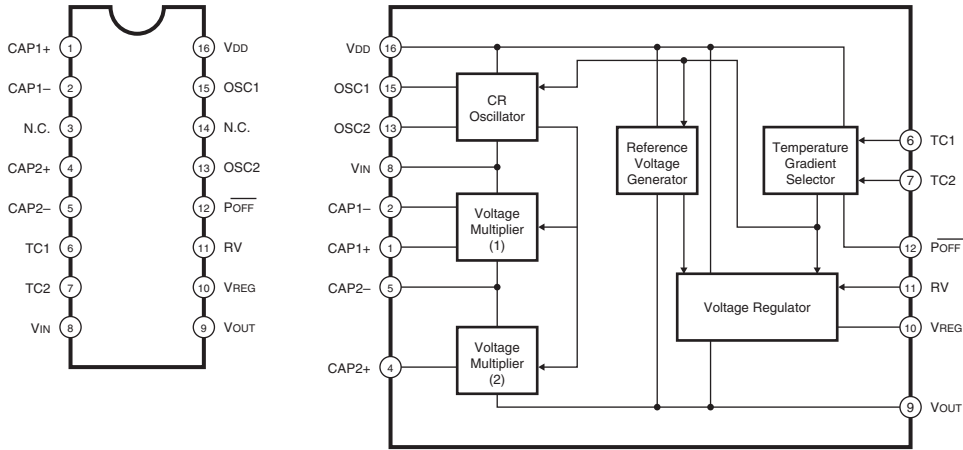 CAP1+ 1
CAP1– 2
N.C. 3
CAP2+ 4
CAP2– 5
TC1 6
TC2 7
VIN 8
16 VDD
15 OSC1
14 N.C.
13 OSC2
12 POFF
11 RV
10 VREG
9 VOUT
VDD 16
OSC1 15
OSC2 13
VIN 8
CAP1– 2
CAP1+ 1
CAP2– 5
CAP2+ 4
CR
Oscillator
Voltage
Multiplier
(1)
Voltage
Multiplier
(2)
Reference
Voltage
Generator
Temperature
Gradient
Selector
Voltage Regulator
6 TC1
7 TC2
12 POFF
11 RV
10 VREG
9 VOUT